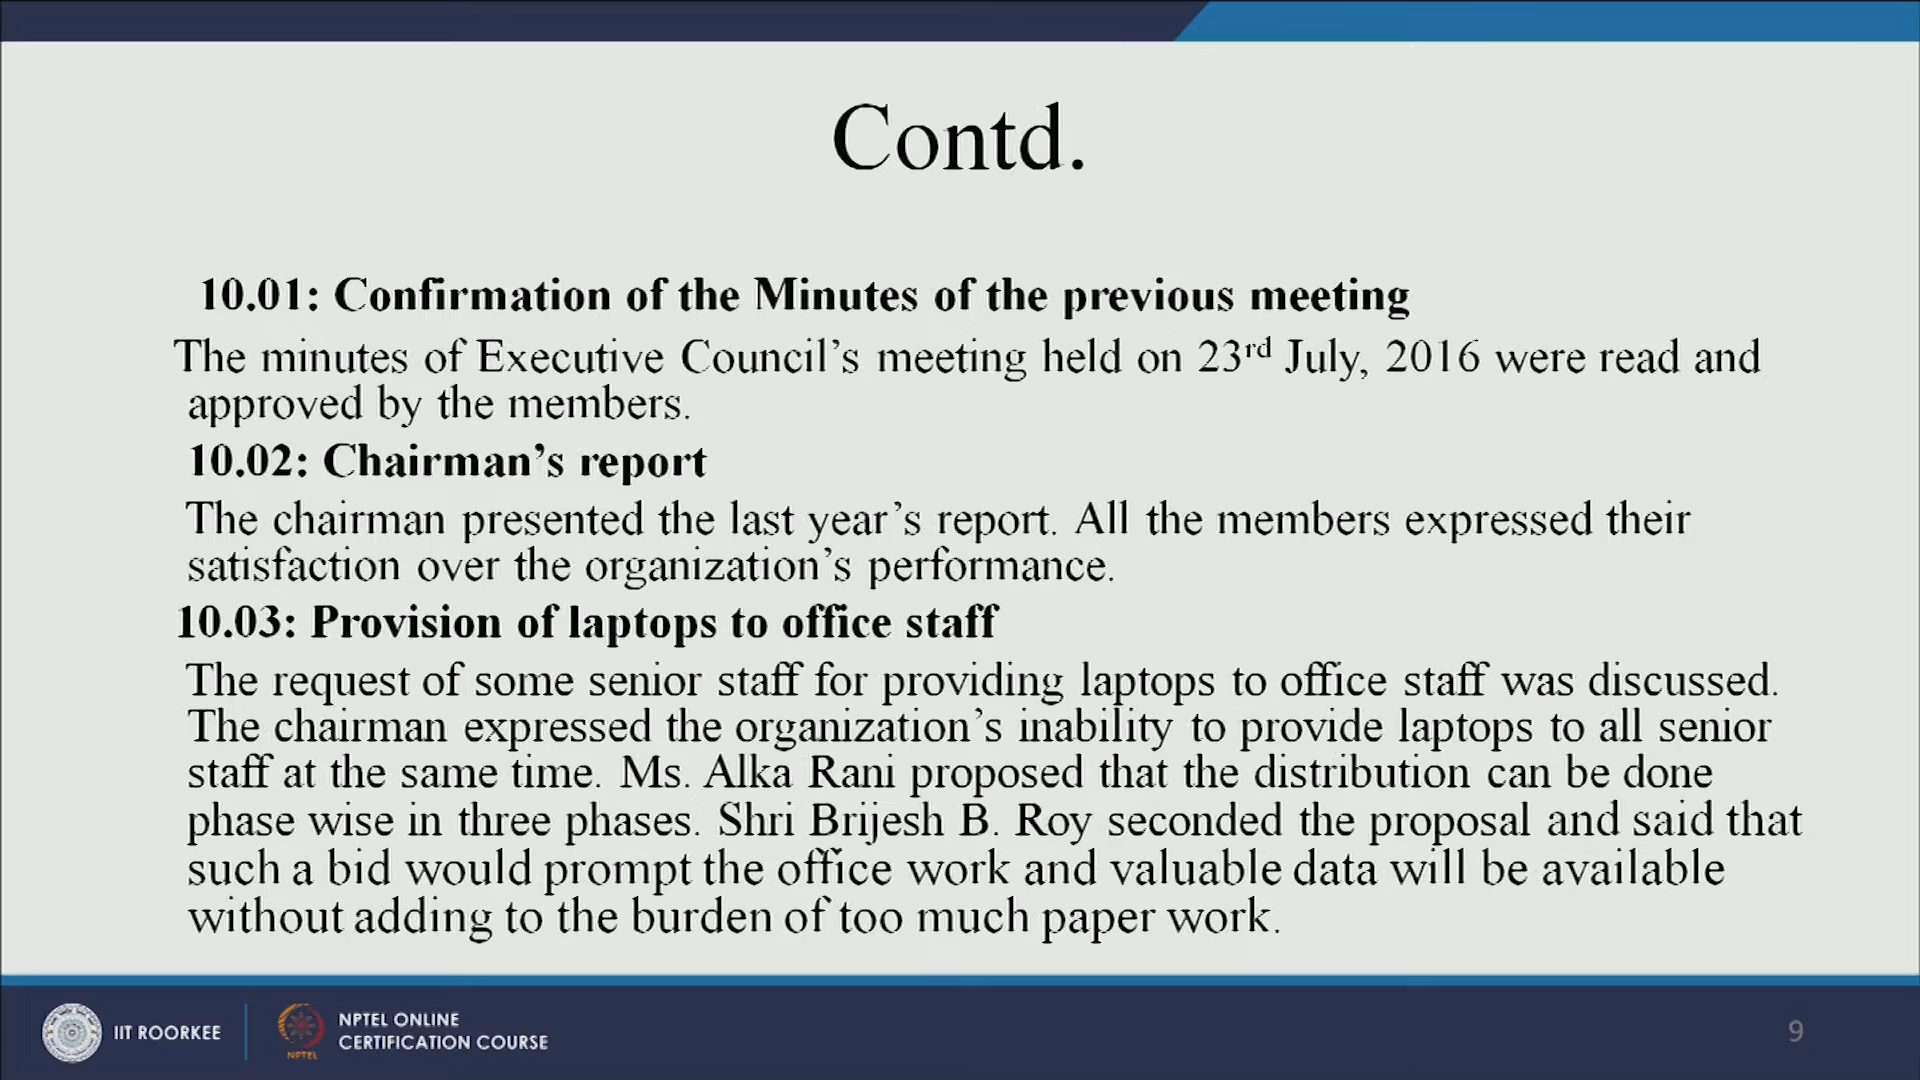 Contd.
10.01: Confirmation of the Minutes of the previous meeting
The minutes of Executive Council’s meeting held on 23rd July, 2016 were read and
approved by the members.
10.02: Chairman’s report
The chairman presented the last year’s report. All the members expressed their
satisfaction over the organization’s performance.
10.03: Provision of laptops to office staff
The request of some senior staff for providing laptops to office staff was discussed.
The chairman expressed the organization’s inability to provide laptops to all senior
staff at the same time. Ms. Alka Rani proposed that the distribution can be done
phase wise in three phases. Shri Brijesh B. Roy seconded the proposal and said that
such a bid would prompt the office work and valuable data will be available
without adding to the burden of too much paper work.
IIT ROORKEE
NPTEL
NPTEL ONLINE
CERTIFICATION COURSE
9